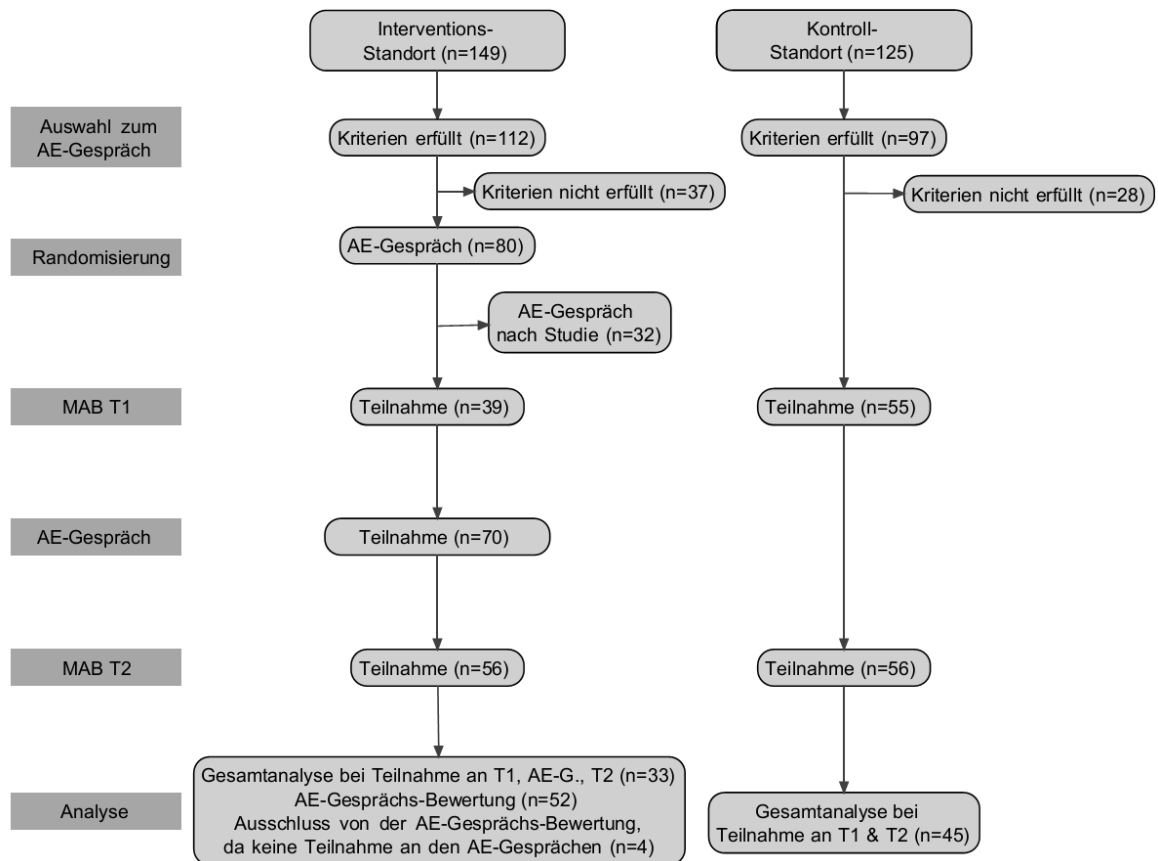 Interventions-
Standort (n=149)
Kontroll-
Standort (n=125)
Auswahl zum
AE-Gespräch
Kriterien erfüllt (n=112)
Kriterien erfüllt (n=97)
Kriterien nicht erfüllt (n=37)
Kriterien nicht erfüllt (n=28)
Randomisierung
AE-Gespräch (n=80)
AE-Gespräch
nach Studie (n=32)
MAB T1
Teilnahme (n=39)
Teilnahme (n=55)
AE-Gespräch
Teilnahme (n=70)
MAB T2
Teilnahme (n=56)
Teilnahme (n=56)
Analyse
Gesamtanalyse bei Teilnahme an T1, AE-G., T2 (n=33)
AE-Gesprächs-Bewertung (n=52)
Ausschluss von der AE-Gesprächs-Bewertung,
da keine Teilnahme an den AE-Gesprächen (n=4)
Gesamtanalyse bei
Teilnahme an T1 & T2 (n=45)